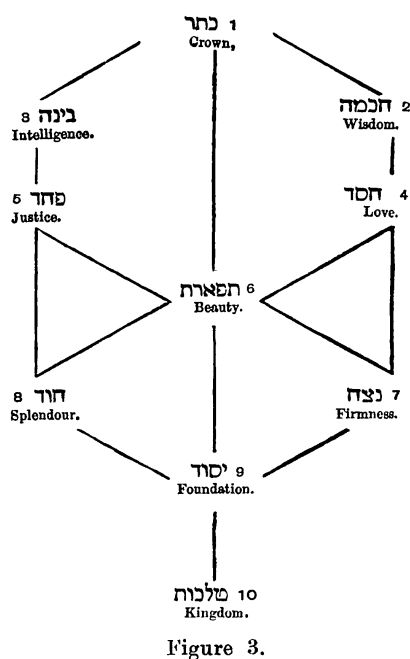 כתר 1
Crown,
3 בינה
Intelligence.
חכמה 2
Wisdom.
5 פחד
Justice.
חסד 4
Love.
תפארת 6
Beauty.
8 חוד
Splendour.
נצח 7
Firmness.
יסוד 9
Foundation.
טלכות 10
Kingdom.
Figure 3.